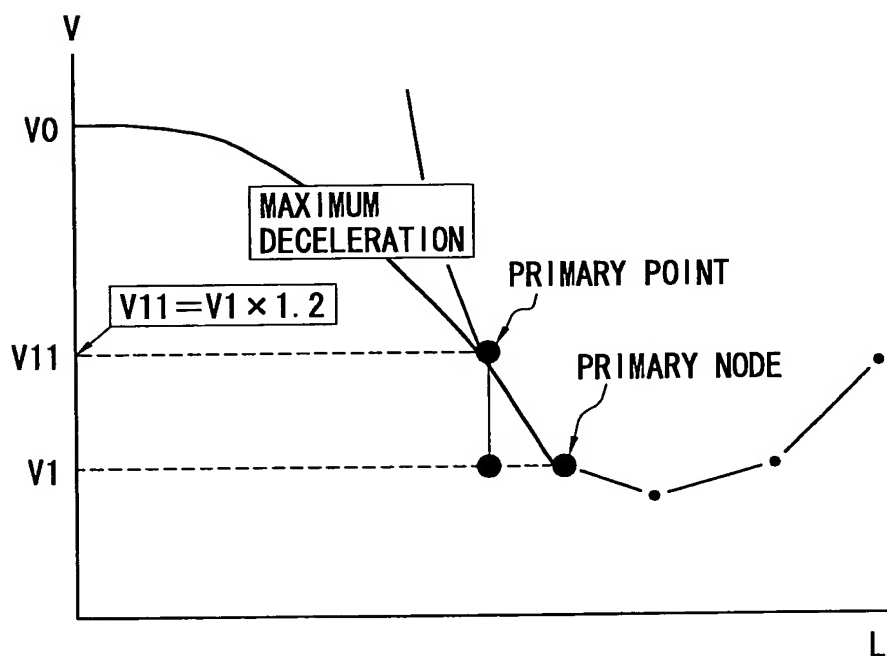 V
V0
MAXIMUM
DECELERATION
PRIMARY POINT
V11=V1×1.2
V11
PRIMARY NODE
V1
L